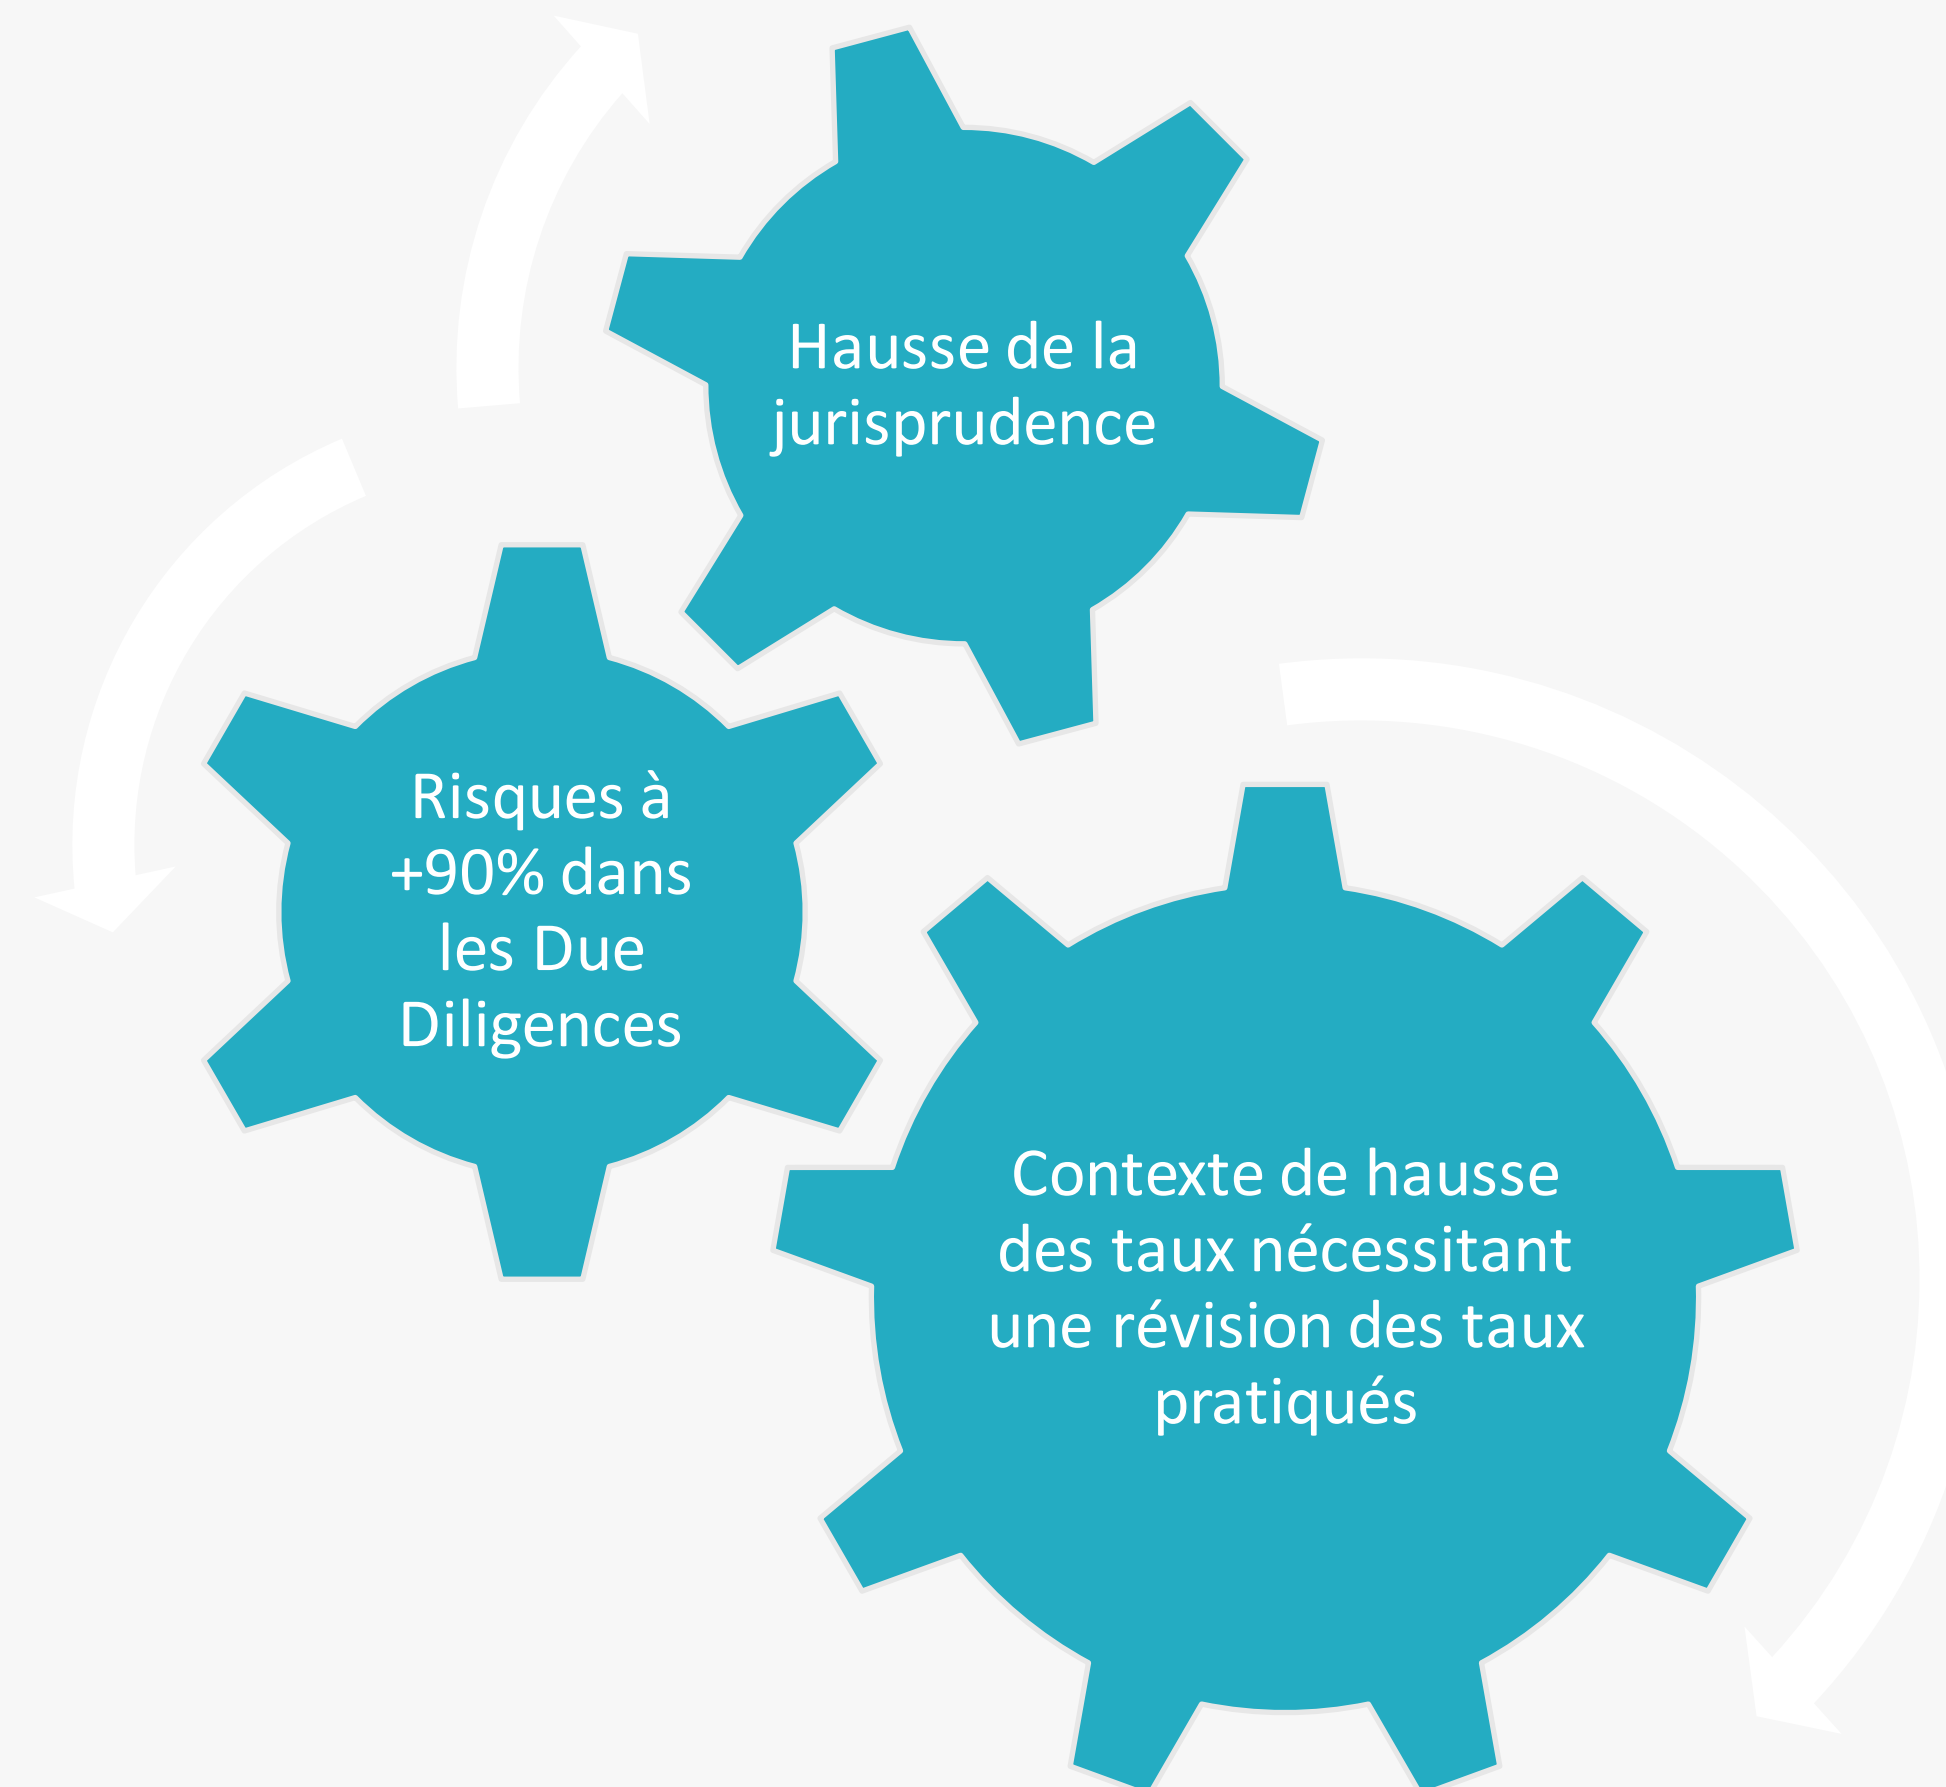 Hausse de la
jurisprudence
Risques à
+90% dans
les Due
Diligences
Contexte de hausse
des taux nécessitant
une révision des taux
pratiqués